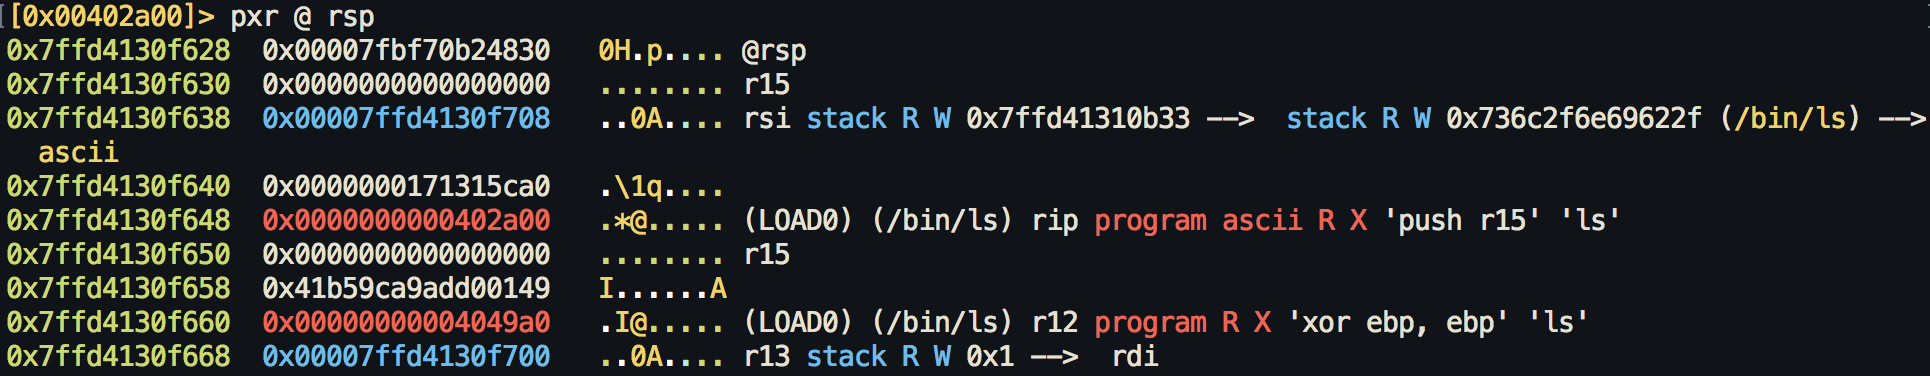 [[0x00402a00]> pxr @ rsp
0x7ffd4130f628 0x00007fbf70b24830 0H.p.... @rsp
0x7ffd4130f630 0x0000000000000000 ........ r15
0x7ffd4130f638 0x00007ffd4130f708 ..0A.... rsi stack R W 0x7ffd41310b33 --> stack R W 0x736c2f6e69622f (/bin/ls) -->
ascii
0x7ffd4130f640 0x0000000171315ca0 .\1q....
0x7ffd4130f648 0x0000000000402a00 .*@..... (LOAD0) (/bin/ls) rip program ascii R X 'push r15' 'ls'
0x7ffd4130f650 0x0000000000000000 ........ r15
0x7ffd4130f658 0x41b59ca9add00149 I......A
0x7ffd4130f660 0x00000000004049a0 .I@..... (LOAD0) (/bin/ls) r12 program R X 'xor ebp, ebp' 'ls'
0x7ffd4130f668 0x00007ffd4130f700 ..0A.... r13 stack R W 0x1 --> rdi